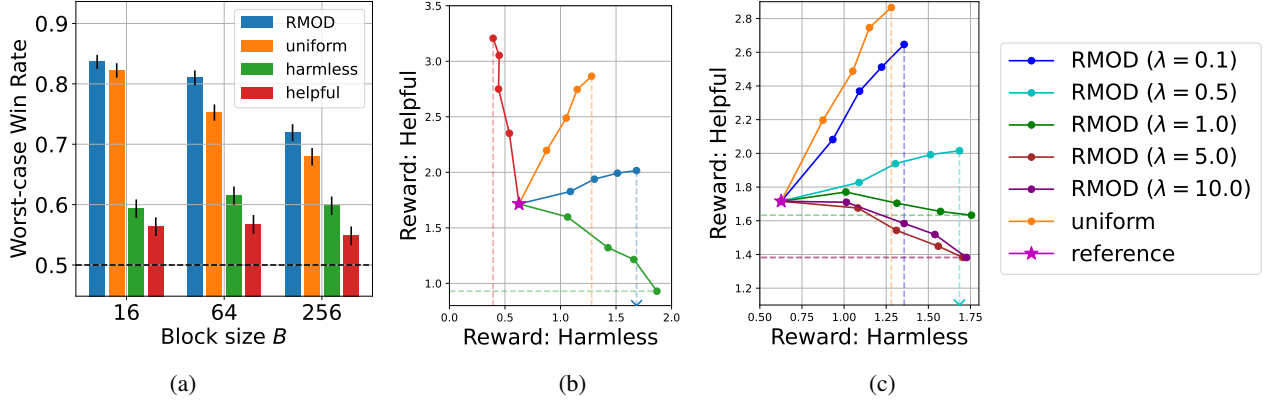 Worst-case Win Rate
0.9
0.8
0.7
0.6
0.5
RMOD
uniform
harmless
helpful
16
64
256
Block size B
(a)
Reward: Helpful
3.5
3.0
2.5
2.0
1.5
1.0
0.0
0.5
1.0
1.5
2.0
Reward: Harmless
(b)
Reward: Helpful
2.8
2.6
2.4
2.2
2.0
1.8
1.6
1.4
1.2
0.50
0.75
1.00
1.25
1.50
1.75
Reward: Harmless
(c)
RMOD (λ = 0.1)
RMOD (λ = 0.5)
RMOD (λ = 1.0)
RMOD (λ = 5.0)
RMOD (λ = 10.0)
uniform
reference